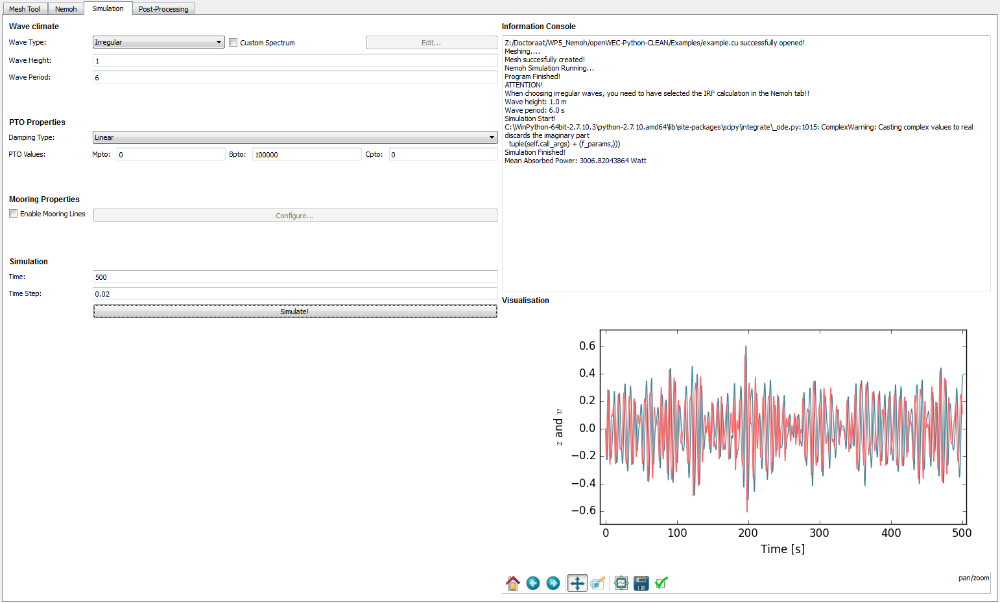 Mesh Tool Nemoh Simulation Post-Processing
Wave climate
Wave Type: Irregular Custom Spectrum Edit...
Wave Height: 1
Wave Period: 6
PTO Properties
Damping Type: Linear
PTO Values: Mpto: 0 Bpto: 100000 Cpto: 0
Mooring Properties
Enable Mooring Lines Configure...
Simulation
Time: 500
Time Step: 0.02
Simulate!
Information Console
Z:/Doctoraat/WP5_Nemoh/openWEC-Python-CLEAN/Examples/example.cu successfully opened!
Meshing....
Mesh succesfully created!
Nemoh Simulation Running...
Program Finished!
ATTENTION!
When choosing irregular waves, you need to have selected the IRF calculation in the Nemoh tab!!
Wave height: 1.0 m
Wave period: 6.0 s
Simulation Start!
C:\WinPython-64bit-2.7.10.3\python-2.7.10.amd64\lib\site-packages\scipy\integrate\_ode.py:1015: ComplexWarning: Casting complex values to real
discards the imaginary part
tuple(self.call_args) + (f_params,)))
Simulation Finished!
Mean Absorbed Power: 3006.82043864 Watt
Visualisation
z and v
0.6
0.4
0.2
0.0
−0.2
−0.4
−0.6
0 100 200 300 400 500
Time [s]
pan/zoom